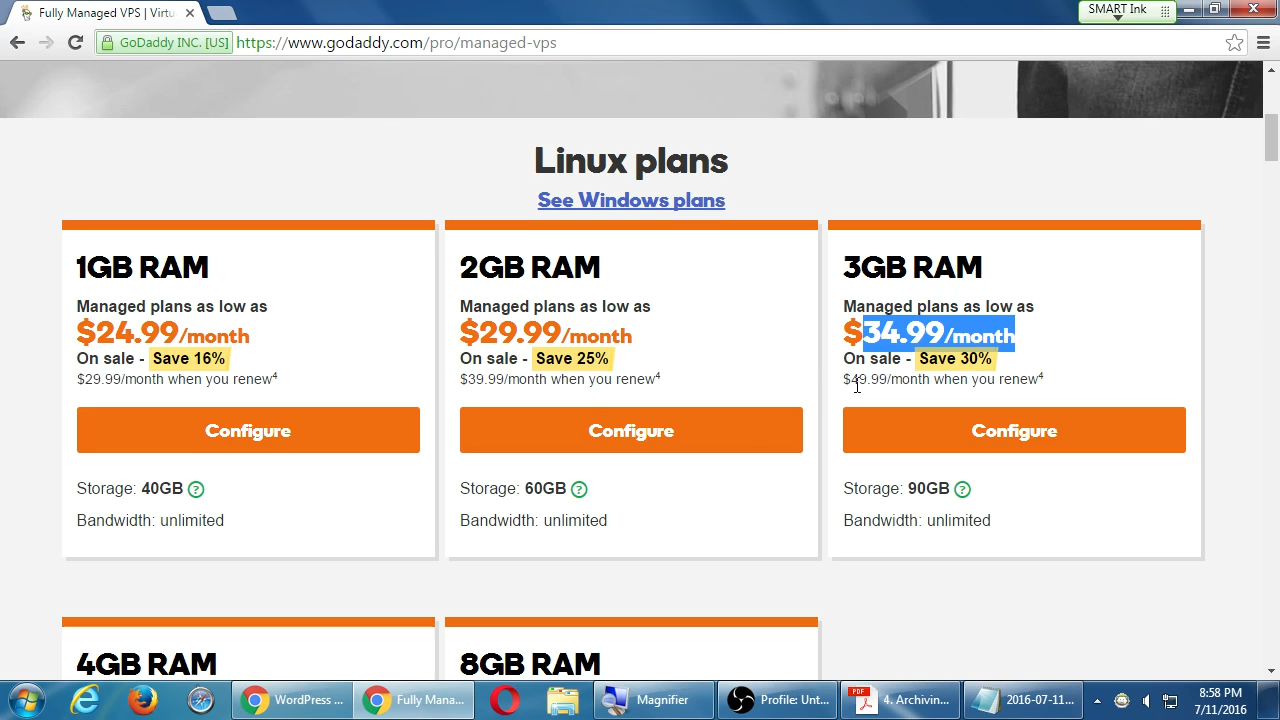 Fully Managed VPS | Virtu
SMART Ink
GoDaddy INC. [US]
https://www.godaddy.com/pro/managed-vps
Linux plans
See Windows plans
1GB RAM
Managed plans as low as
$24.99/month
On sale - Save 16%
$29.99/month when you renew4
Configure
Storage: 40GB ?
Bandwidth: unlimited
2GB RAM
Managed plans as low as
$29.99/month
On sale - Save 25%
$39.99/month when you renew4
Configure
Storage: 60GB ?
Bandwidth: unlimited
3GB RAM
Managed plans as low as
$34.99/month
On sale - Save 30%
$49.99/month when you renew4
Configure
Storage: 90GB ?
Bandwidth: unlimited
4GB RAM
8GB RAM
WordPress ...
Fully Mana...
Magnifier
Profile: Unt...
PDF
4. Archivin...
2016-07-11...
8:58 PM
7/11/2016